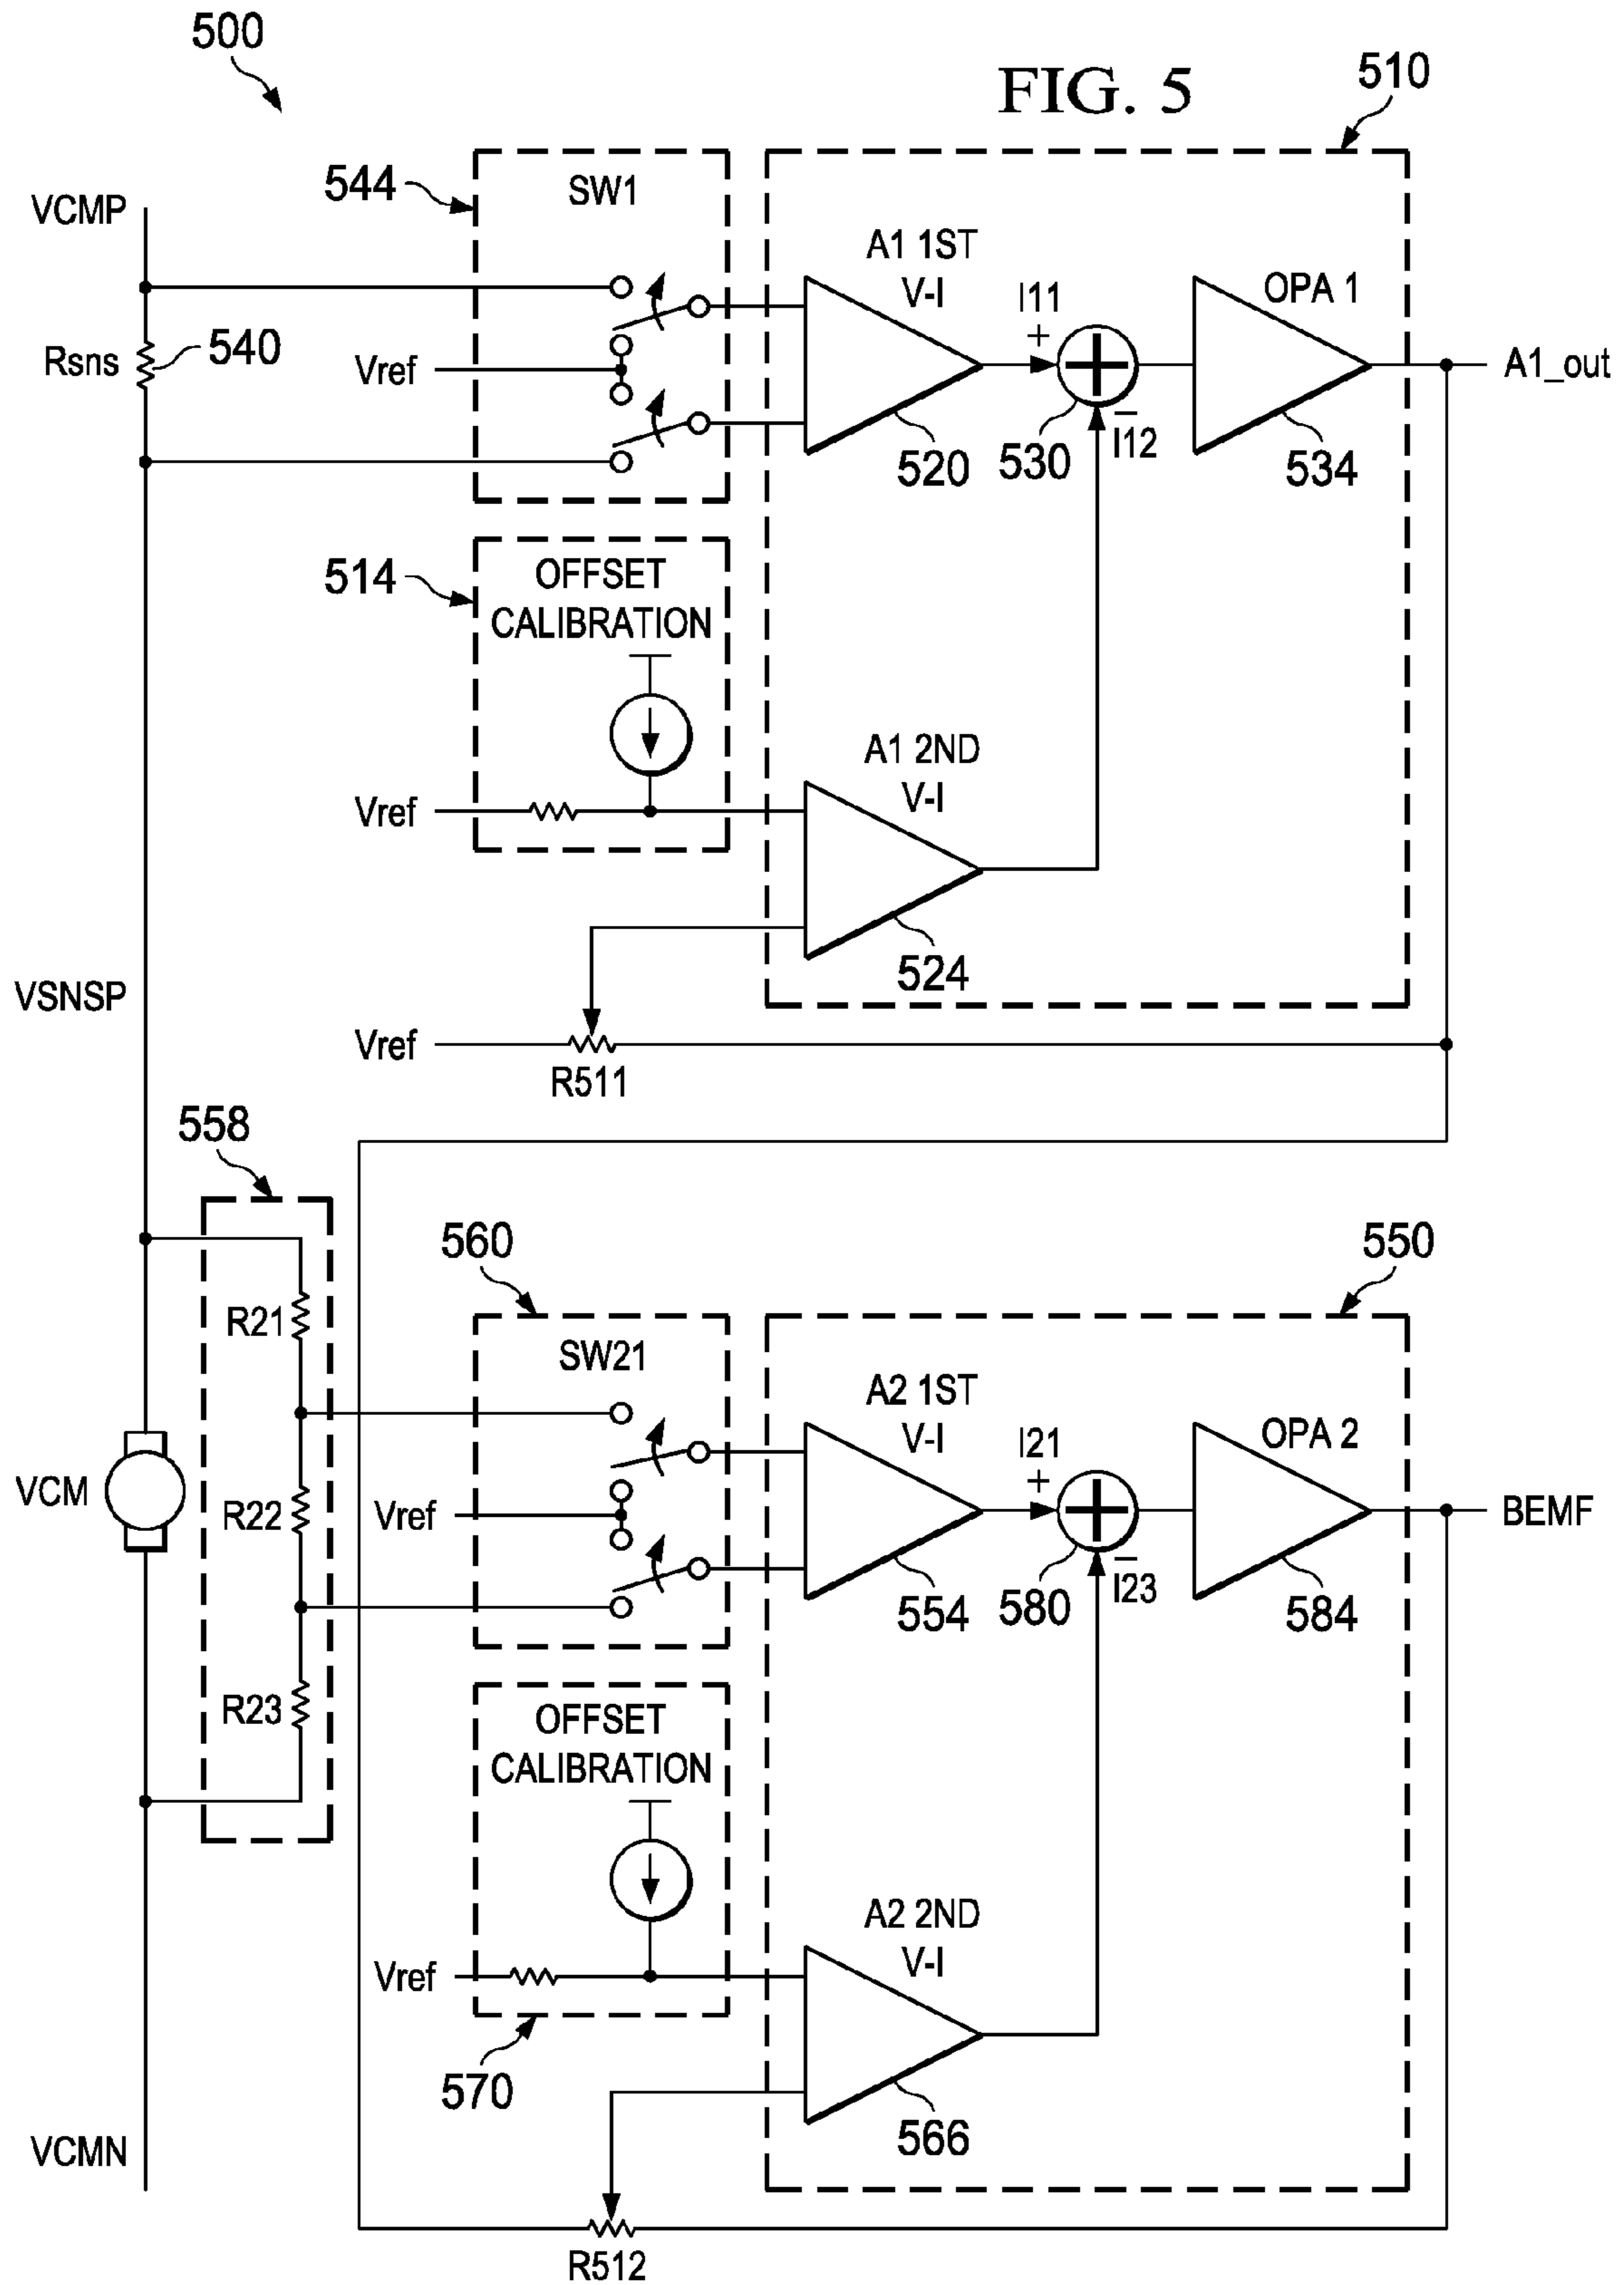 500
FIG. 5
510
544
SW1
VCMP
A1 1ST
V-I
I11
+
OPA 1
Rsns
540
Vref
A1_out
520
530
–
I12
534
514
OFFSET
CALIBRATION
A1 2ND
V-I
Vref
524
VSNSP
Vref
R511
558
560
550
R21
SW21
A2 1ST
V-I
I21
+
OPA 2
VCM
R22
Vref
BEMF
554
580
–
I23
584
R23
OFFSET
CALIBRATION
A2 2ND
V-I
Vref
570
566
VCMN
R512